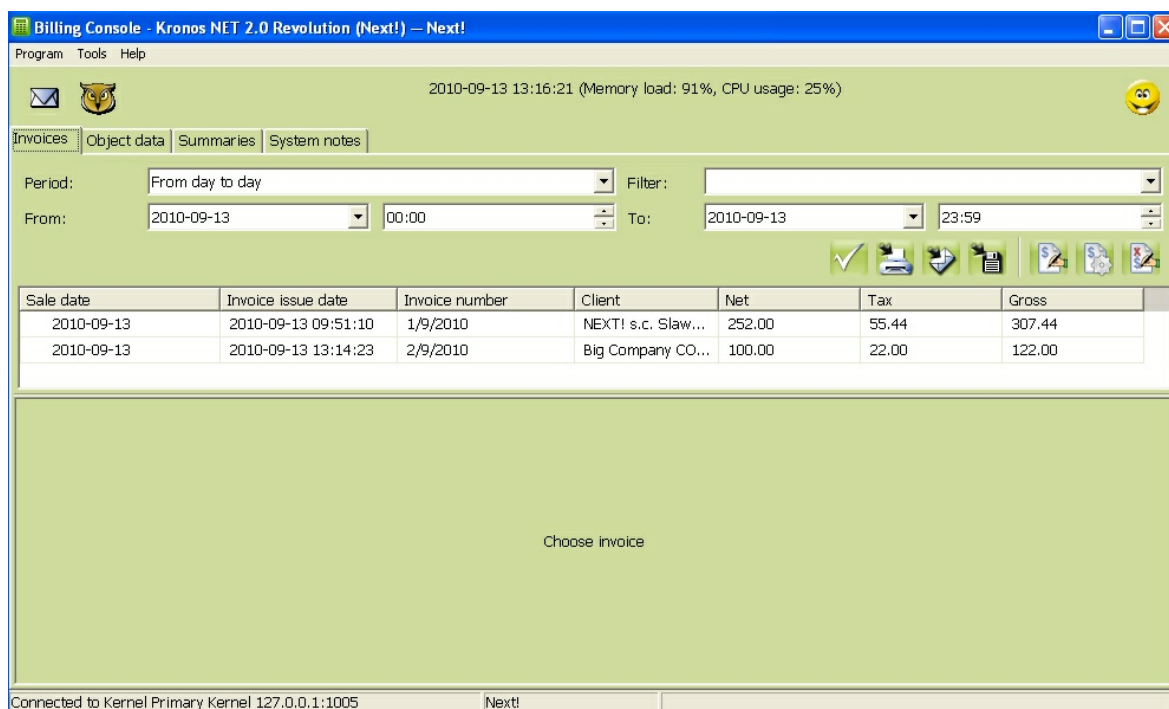 Billing Console - Kronos NET 2.0 Revolution (Next!) — Next!
Program Tools Help
2010-09-13 13:16:21 (Memory load: 91%, CPU usage: 25%)
Invoices Object data Summaries System notes
Period: From day to day Filter:
From: 2010-09-13 00:00 To: 2010-09-13 23:59
Sale date Invoice issue date Invoice number Client Net Tax Gross
2010-09-13 2010-09-13 09:51:10 1/9/2010 NEXT! s.c. Slaw... 252.00 55.44 307.44
2010-09-13 2010-09-13 13:14:23 2/9/2010 Big Company CO... 100.00 22.00 122.00
Choose invoice
Connected to Kernel Primary Kernel 127.0.0.1:1005 Next!